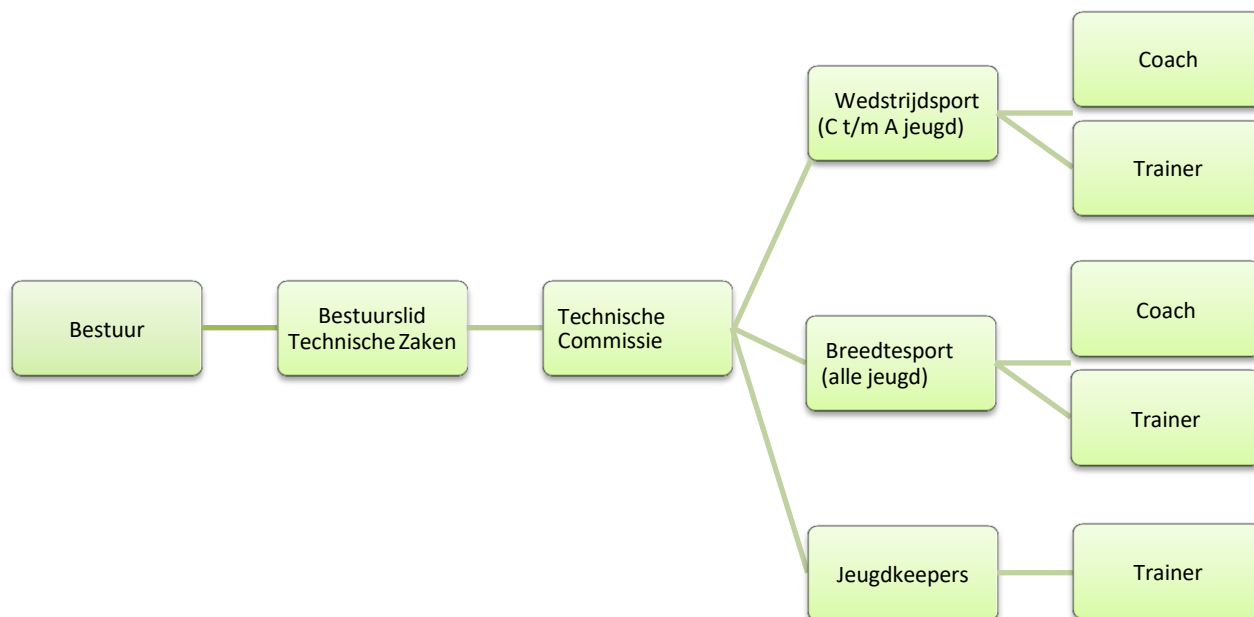 Bestuur
Bestuurslid
Technische Zaken
Technische
Commissie
Wedstrijdsport
(C t/m A jeugd)
Coach
Trainer
Breedtesport
(alle jeugd)
Coach
Trainer
Jeugdkeepers
Trainer